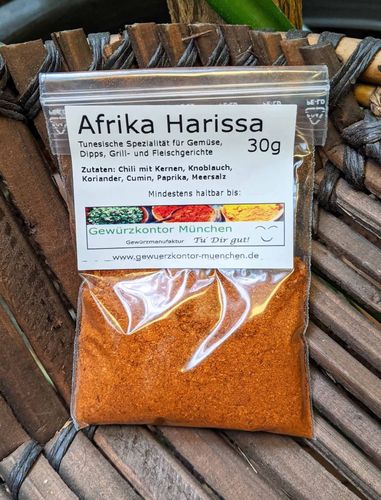 Afrika Harissa
30g
Tunesische Spezialität für Gemüse,
Dipps, Grill- und Fleischgerichte
Zutaten: Chili mit Kernen, Knoblauch,
Koriander, Cumin, Paprika, Meersalz
Mindestens haltbar bis:
Gewürzkontor München
Gewürzmanufaktur Tu Dir gut!
www.gewuerzkontor-muenchen.de